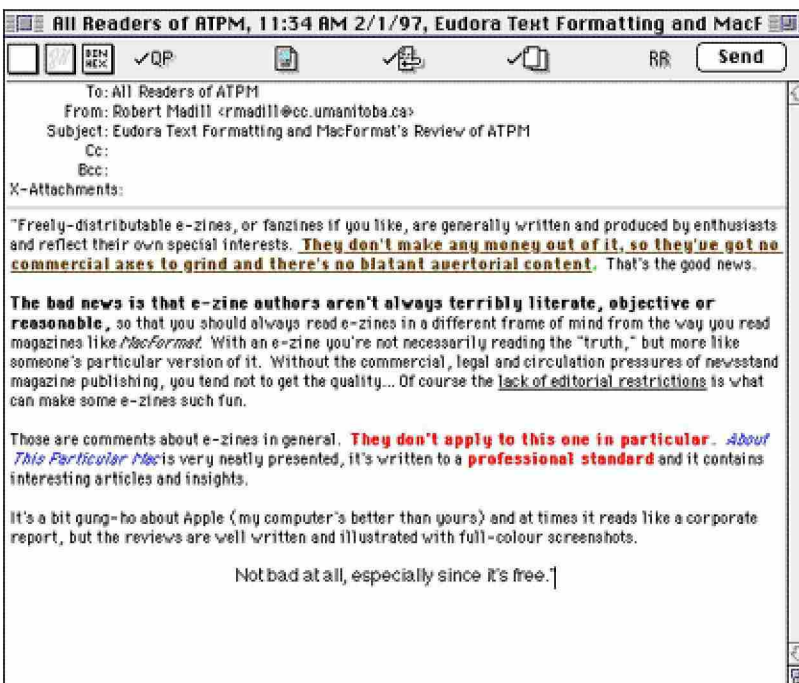 All Readers of ATPM, 11:34 AM 2/1/97, Eudora Text Formatting and MacF
BIN
HEX
QP
RR
Send
To: All Readers of ATPM
From: Robert Madill <rmadill@cc.umanitoba.ca>
Subject: Eudora Text Formatting and MacFormat's Review of ATPM
Cc:
Bcc:
X-Attachments:
"Freely-distributable e-zines, or fanzines if you like, are generally written and produced by enthusiasts
and reflect their own special interests. They don't make any money out of it, so they've got no
commercial axes to grind and there's no blatant avertorial content. That's the good news.
The bad news is that e-zine authors aren't always terribly literate, objective or
reasonable, so that you should always read e-zines in a different frame of mind from the way you read
magazines like MacFormat. With an e-zine you're not necessarily reading the "truth," but more like
someone's particular version of it. Without the commercial, legal and circulation pressures of newsstand
magazine publishing, you tend not to get the quality... Of course the lack of editorial restrictions is what
can make some e-zines such fun.
Those are comments about e-zines in general. They don't apply to this one in particular. About
This Particular Mac is very neatly presented, it's written to a professional standard and it contains
interesting articles and insights.
It's a bit gung-ho about Apple (my computer's better than yours) and at times it reads like a corporate
report, but the reviews are well written and illustrated with full-colour screenshots.
Not bad at all, especially since it's free."